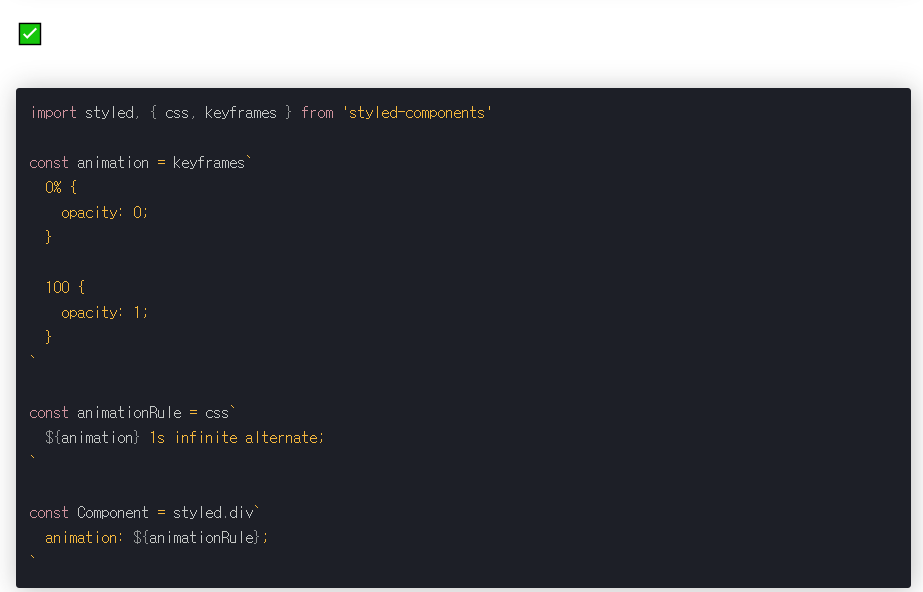 import styled, { css, keyframes } from 'styled-components'

const animation = keyframes`
  0% {
    opacity: 0;
  }

  100 {
    opacity: 1;
  }
`

const animationRule = css`
  ${animation} 1s infinite alternate;
`

const Component = styled.div`
  animation: ${animationRule};
`